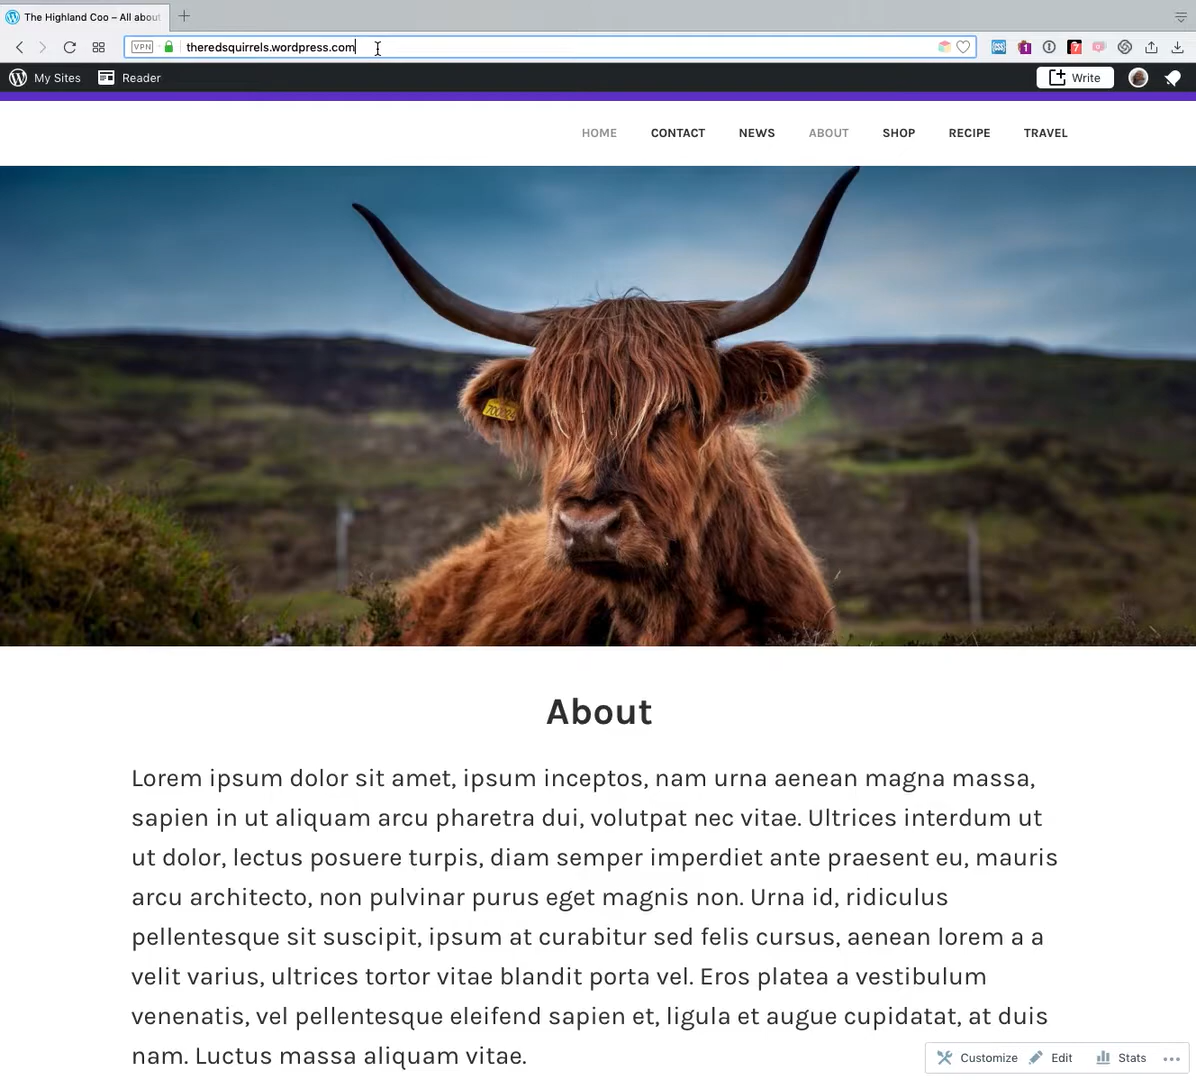 The Highland Coo – All about
VPN
theredsquirrels.wordpress.com
1
?
My Sites
Reader
Write
HOME
CONTACT
NEWS
ABOUT
SHOP
RECIPE
TRAVEL
About
Lorem ipsum dolor sit amet, ipsum inceptos, nam urna aenean magna massa,
sapien in ut aliquam arcu pharetra dui, volutpat nec vitae. Ultrices interdum ut
ut dolor, lectus posuere turpis, diam semper imperdiet ante praesent eu, mauris
arcu architecto, non pulvinar purus eget magnis non. Urna id, ridiculus
pellentesque sit suscipit, ipsum at curabitur sed felis cursus, aenean lorem a a
velit varius, ultrices tortor vitae blandit porta vel. Eros platea a vestibulum
venenatis, vel pellentesque eleifend sapien et, ligula et augue cupidatat, at duis
nam. Luctus massa aliquam vitae.
Customize
Edit
Stats